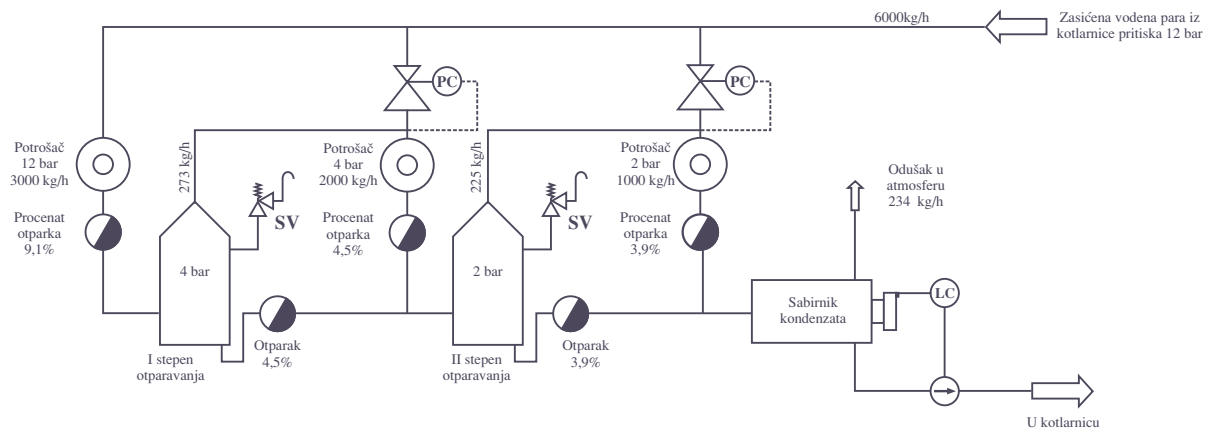 6000kg/h
Zasićena vodena para iz
kotlarnice pritiska 12 bar
PC
PC
Potrošač
12 bar
3000 kg/h
273 kg/h
Potrošač
4 bar
2000 kg/h
225 kg/h
Potrošač
2 bar
1000 kg/h
Odušak u
atmosferu
234 kg/h
Procenat
otparka
9,1%
SV
Procenat
otparka
4,5%
SV
Procenat
otparka
3,9%
4 bar
2 bar
Sabirnik
kondenzata
LC
I stepen
otparavanja
Otparak
4,5%
II stepen
otparavanja
Otparak
3,9%
U kotlarnicu